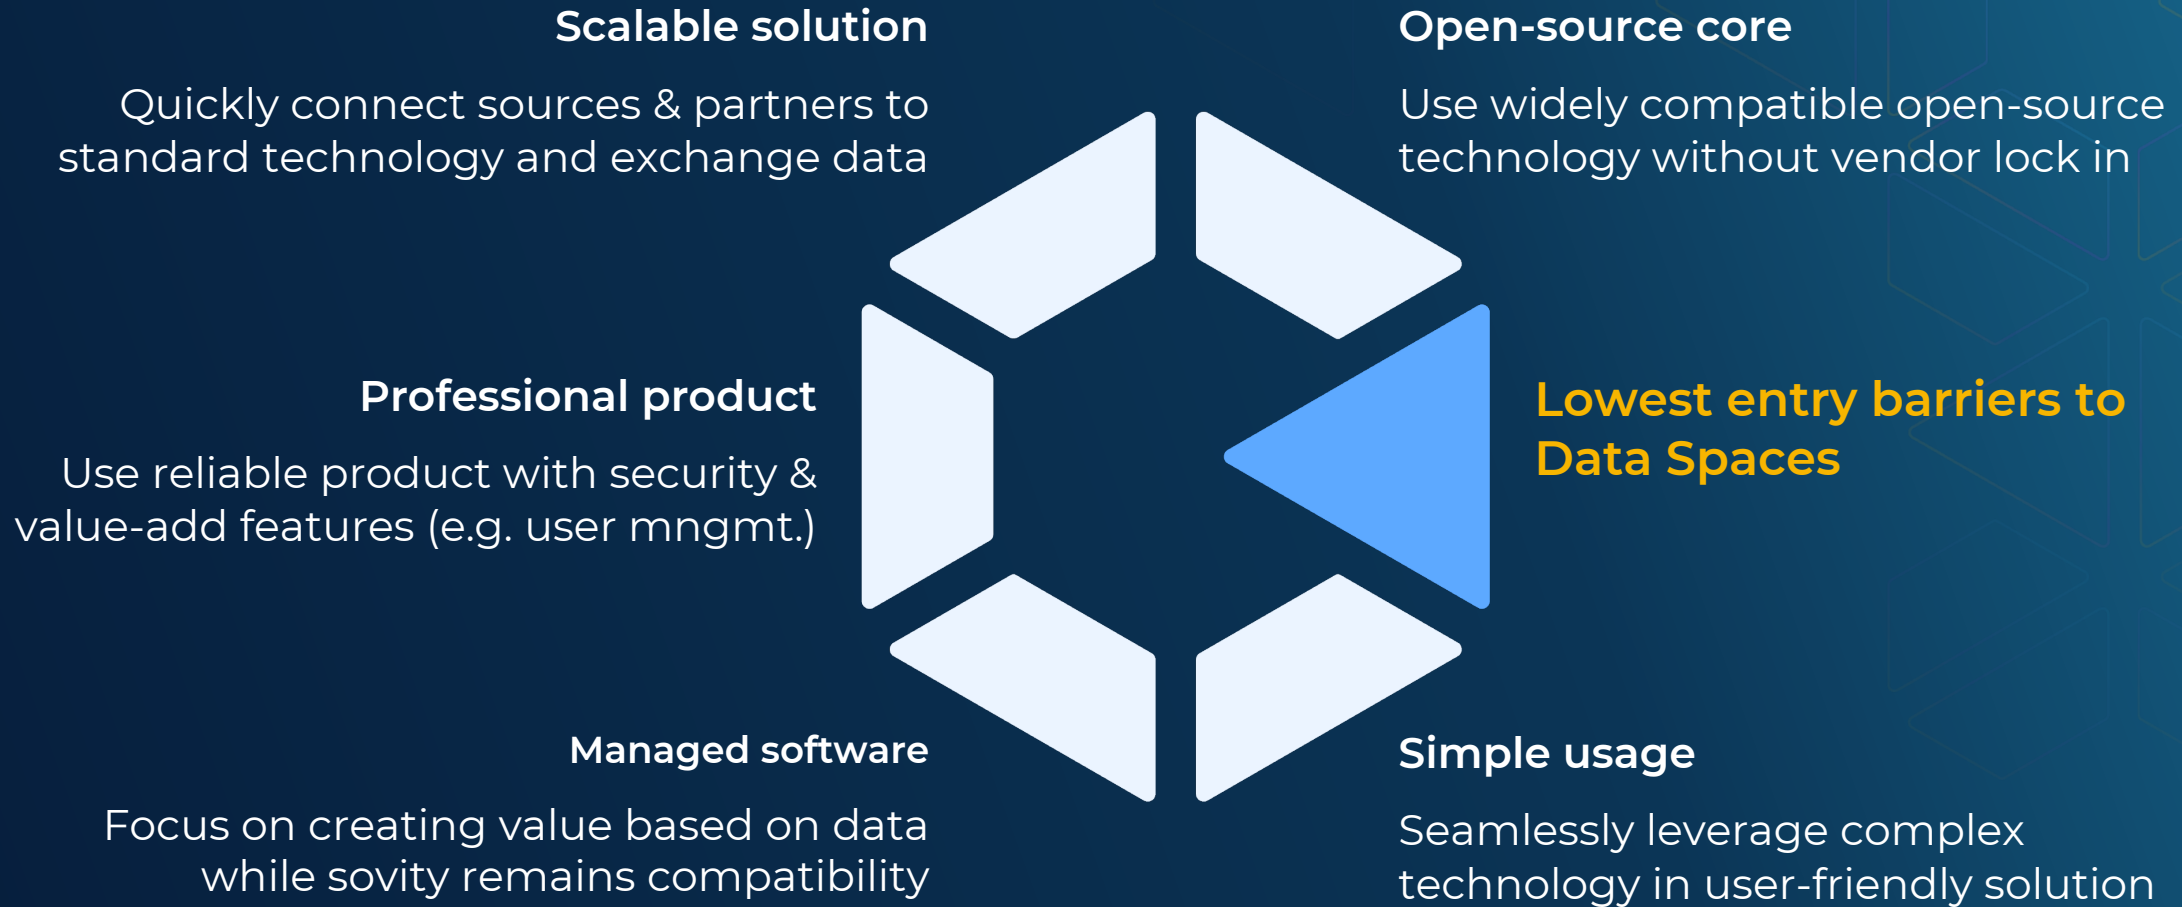 Scalable solution
Quickly connect sources & partners to
standard technology and exchange data
Open-source core
Use widely compatible open-source
technology without vendor lock in
Professional product
Use reliable product with security &
value-add features (e.g. user mngmt.)
Lowest entry barriers to
Data Spaces
Managed software
Focus on creating value based on data
while sovity remains compatibility
Simple usage
Seamlessly leverage complex
technology in user-friendly solution